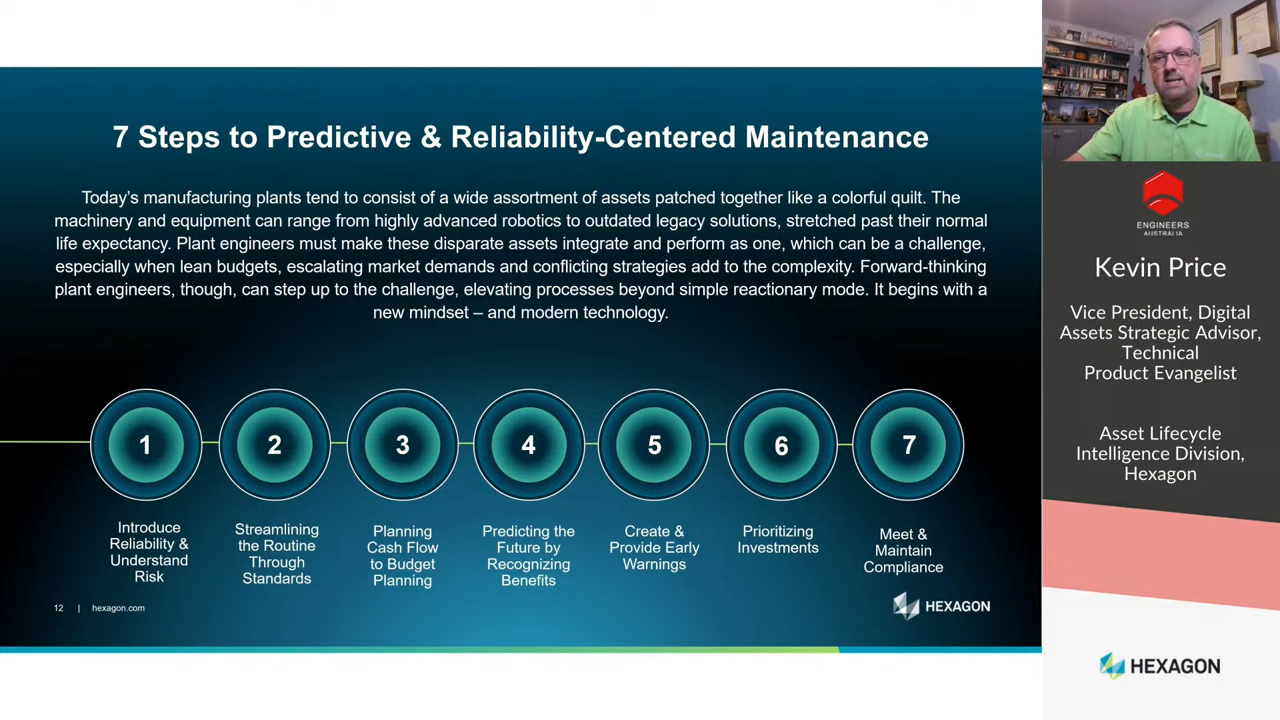 7 Steps to Predictive & Reliability-Centered Maintenance
Today's manufacturing plants tend to consist of a wide assortment of assets patched together like a colorful quilt. The
machinery and equipment can range from highly advanced robotics to outdated legacy solutions, stretched past their normal
life expectancy. Plant engineers must make these disparate assets integrate and perform as one, which can be a challenge,
especially when lean budgets, escalating market demands and conflicting strategies add to the complexity. Forward-thinking
plant engineers, though, can step up to the challenge, elevating processes beyond simple reactionary mode. It begins with a
new mindset – and modern technology.
1
Introduce
Reliability &
Understand
Risk
2
Streamlining
the Routine
Through
Standards
3
Planning
Cash Flow
to Budget
Planning
4
Predicting the
Future by
Recognizing
Benefits
5
Create &
Provide Early
Warnings
6
Prioritizing
Investments
7
Meet &
Maintain
Compliance
12 | hexagon.com
HEXAGON
ENGINEERS
AUSTRALIA
Kevin Price
Vice President, Digital
Assets Strategic Advisor,
Technical
Product Evangelist
Asset Lifecycle
Intelligence Division,
Hexagon
HEXAGON